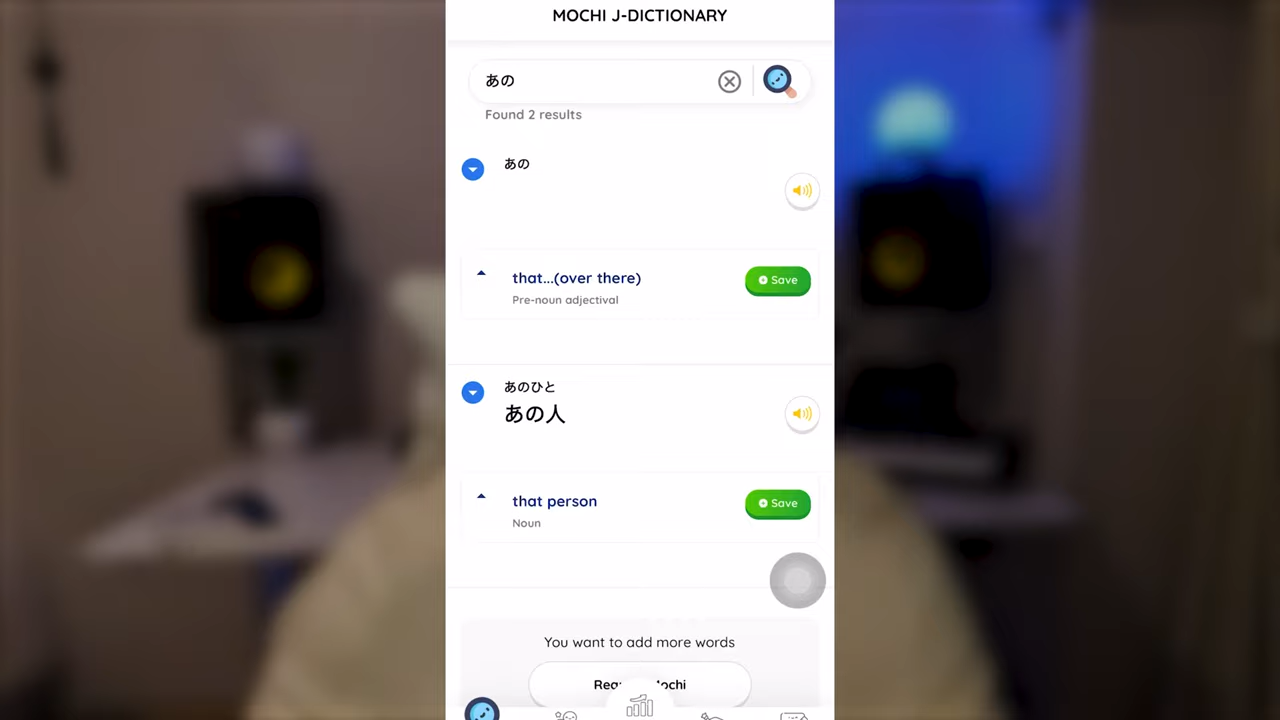 MOCHI J-DICTIONARY
あの
Found 2 results
あの
that...(over there)
Save
Pre-noun adjectival
あのひと
あの人
that person
Save
Noun
You want to add more words